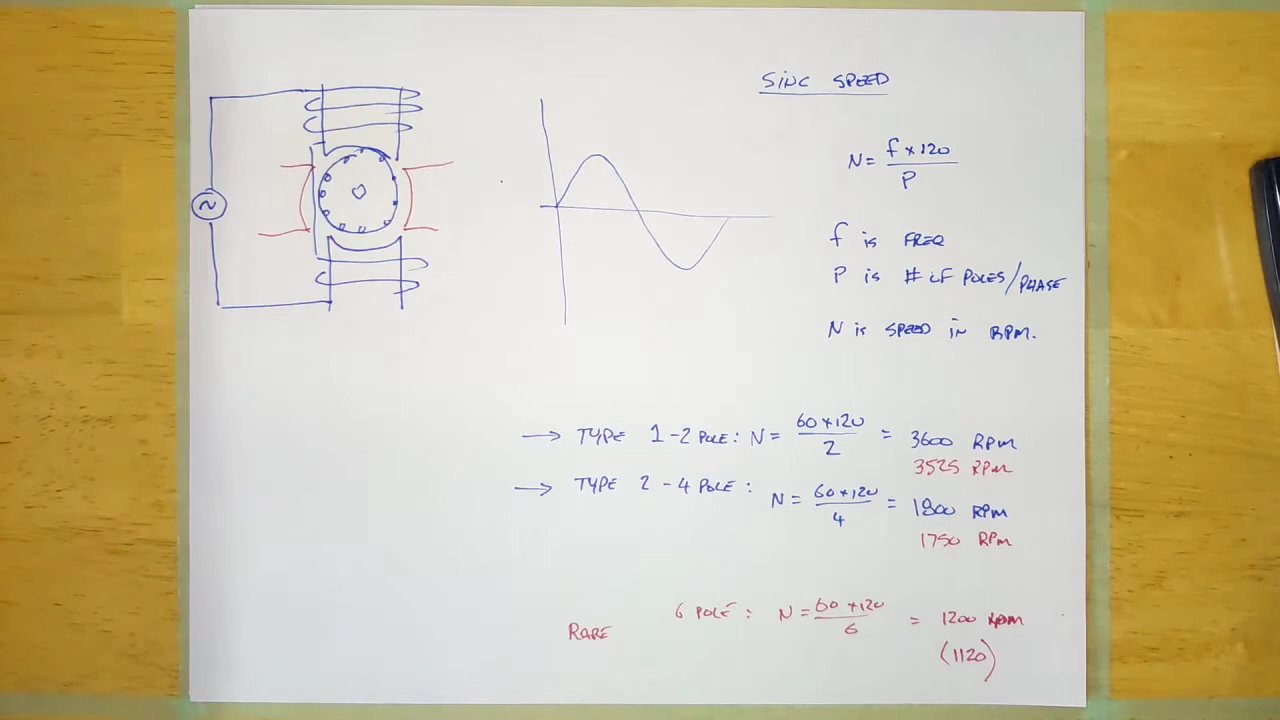 SINC SPEED
N = f x 120 / P
f is FREQ
P is # OF POLES/PHASE
N is SPEED in RPM.
→ TYPE 1 - 2 POLE: N = 60 x 120 / 2 = 3600 RPM
3525 RPM
→ TYPE 2 - 4 POLE: N = 60 x 120 / 4 = 1800 RPM
1750 RPM
RARE 6 POLE: N = 60 x 120 / 6 = 1200 RPM
(1120)
~